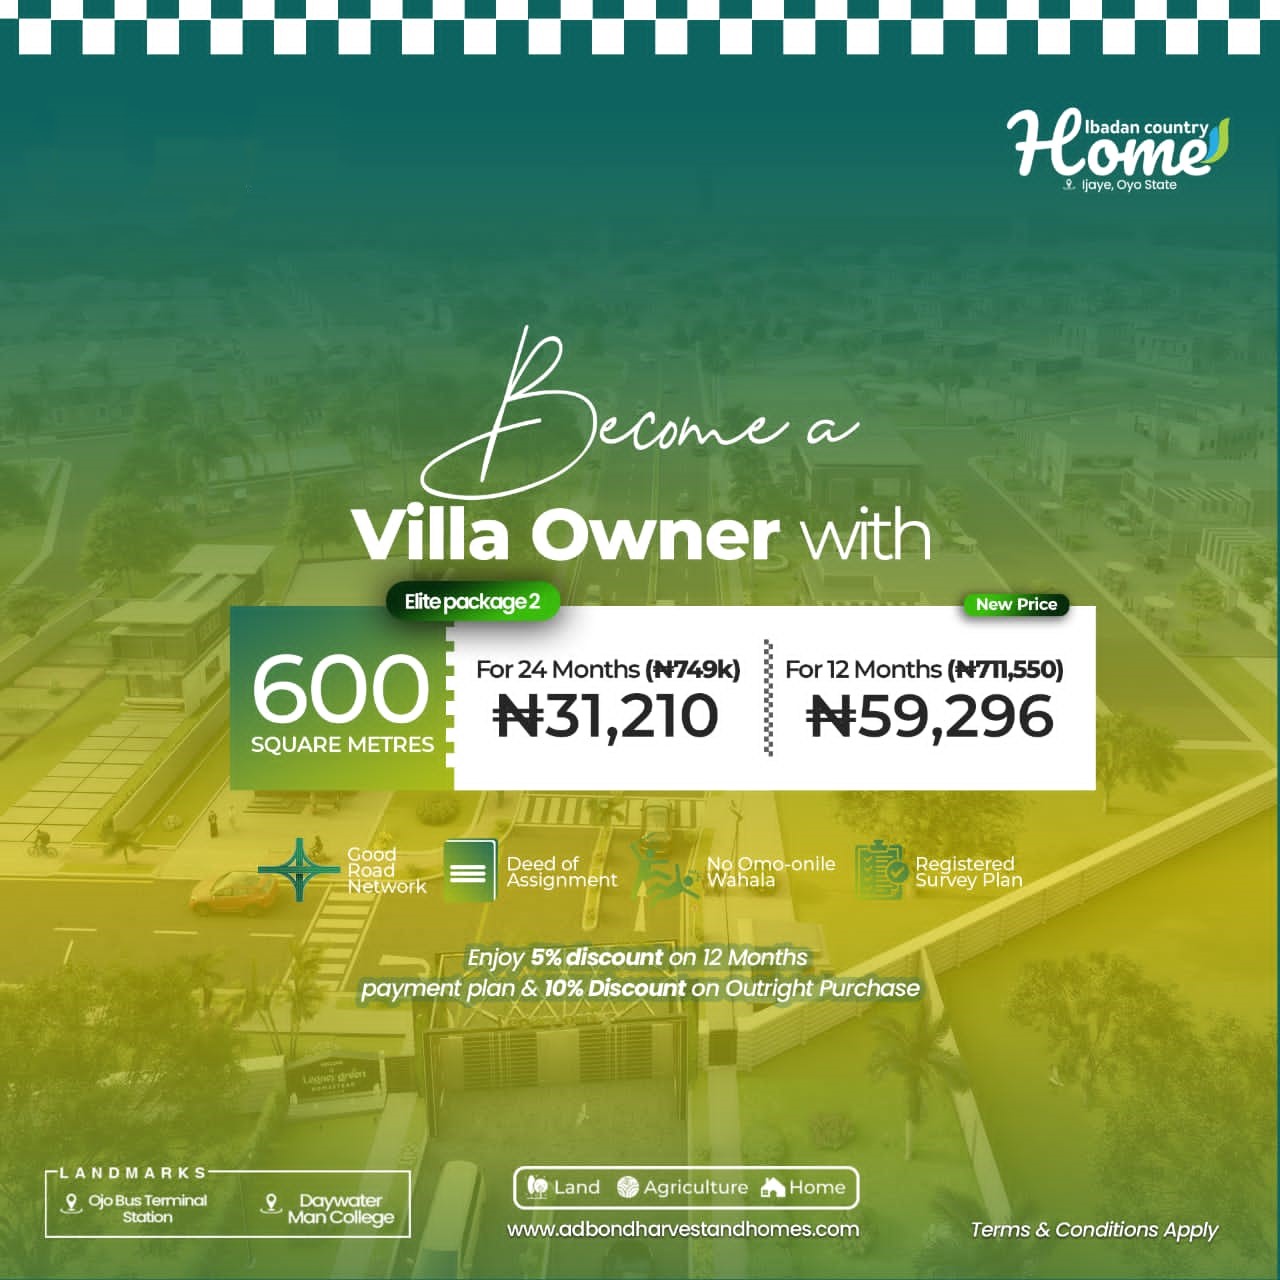 Ibadan country
Home
Ijaye, Oyo State
Become a
Villa Owner with
Elite package 2
New Price
600
SQUARE METRES
For 24 Months (₦749k)
₦31,210
For 12 Months (₦711,550)
₦59,296
Good
Road
Network
Deed of
Assignment
No Omo-onile
Wahala
Registered
Survey Plan
Enjoy 5% discount on 12 Months
payment plan & 10% Discount on Outright Purchase
Legacy green
HOMESTEAD
LANDMARKS
Ojo Bus Terminal
Station
Daywater
Man College
Land
Agriculture
Home
www.adbondharvestandhomes.com
Terms & Conditions Apply